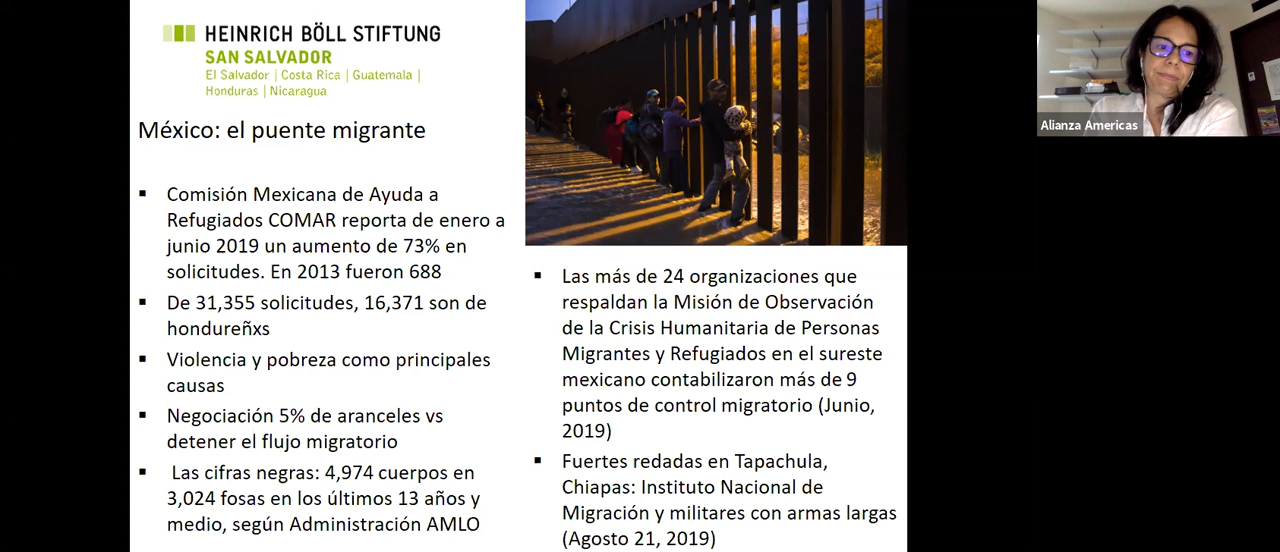 HEINRICH BÖLL STIFTUNG
SAN SALVADOR
El Salvador | Costa Rica | Guatemala |
Honduras | Nicaragua
México: el puente migrante
▪ Comisión Mexicana de Ayuda a
Refugiados COMAR reporta de enero a
junio 2019 un aumento de 73% en
solicitudes. En 2013 fueron 688
▪ De 31,355 solicitudes, 16,371 son de
hondureñxs
▪ Violencia y pobreza como principales
causas
▪ Negociación 5% de aranceles vs
detener el flujo migratorio
▪ Las cifras negras: 4,974 cuerpos en
3,024 fosas en los últimos 13 años y
medio, según Administración AMLO
▪ Las más de 24 organizaciones que
respaldan la Misión de Observación
de la Crisis Humanitaria de Personas
Migrantes y Refugiados en el sureste
mexicano contabilizaron más de 9
puntos de control migratorio (Junio,
2019)
▪ Fuertes redadas en Tapachula,
Chiapas: Instituto Nacional de
Migración y militares con armas largas
(Agosto 21, 2019)
Alianza Americas